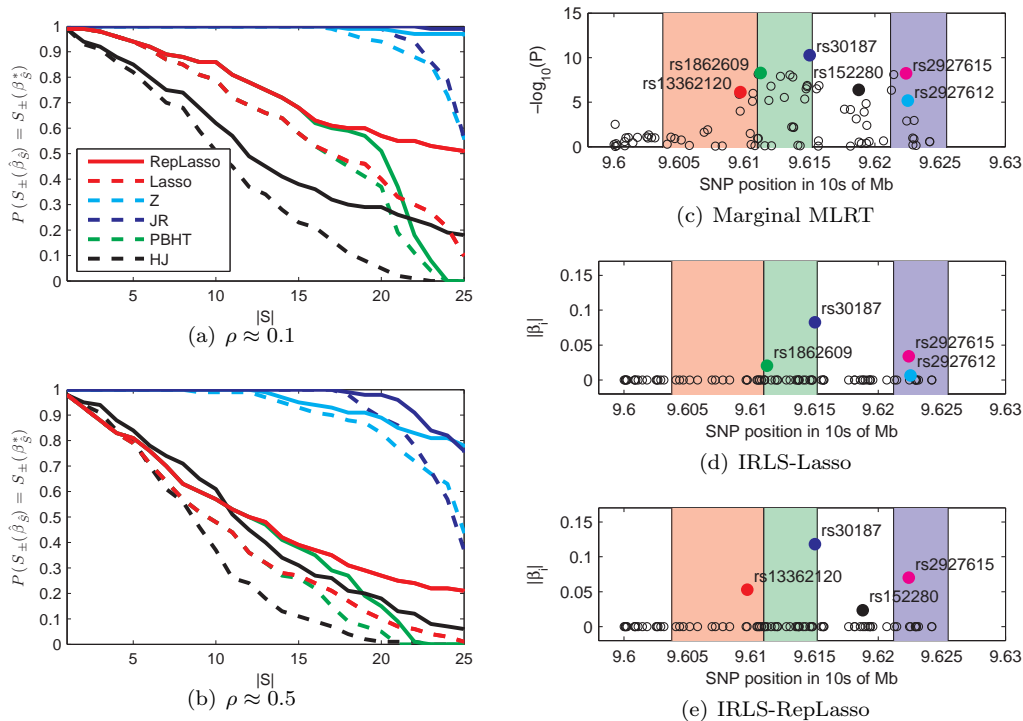 1
0.9
0.8
0.7
0.6
0.5
0.4
0.3
0.2
0.1
0
P(S±(β̂_Ŝ) = S±(β*_Ŝ))
RepLasso
Lasso
Z
JR
PBHT
HJ
5 10 15 20 25
|S|
(a) ρ ≈ 0.1
1
0.9
0.8
0.7
0.6
0.5
0.4
0.3
0.2
0.1
0
P(S±(β̂_Ŝ) = S±(β*_Ŝ))
5 10 15 20 25
|S|
(b) ρ ≈ 0.5
15
10
5
0
−log10(P)
rs30187
rs1862609
rs13362120
rs152280
rs2927615
rs2927612
9.6 9.605 9.61 9.615 9.62 9.625 9.63
SNP position in 10s of Mb
(c) Marginal MLRT
0.15
0.1
0.05
0
|βi|
rs30187
rs1862609
rs2927615
rs2927612
9.6 9.605 9.61 9.615 9.62 9.625 9.63
SNP position in 10s of Mb
(d) IRLS-Lasso
0.15
0.1
0.05
0
|βi|
rs30187
rs13362120
rs2927615
rs152280
9.6 9.605 9.61 9.615 9.62 9.625 9.63
SNP position in 10s of Mb
(e) IRLS-RepLasso